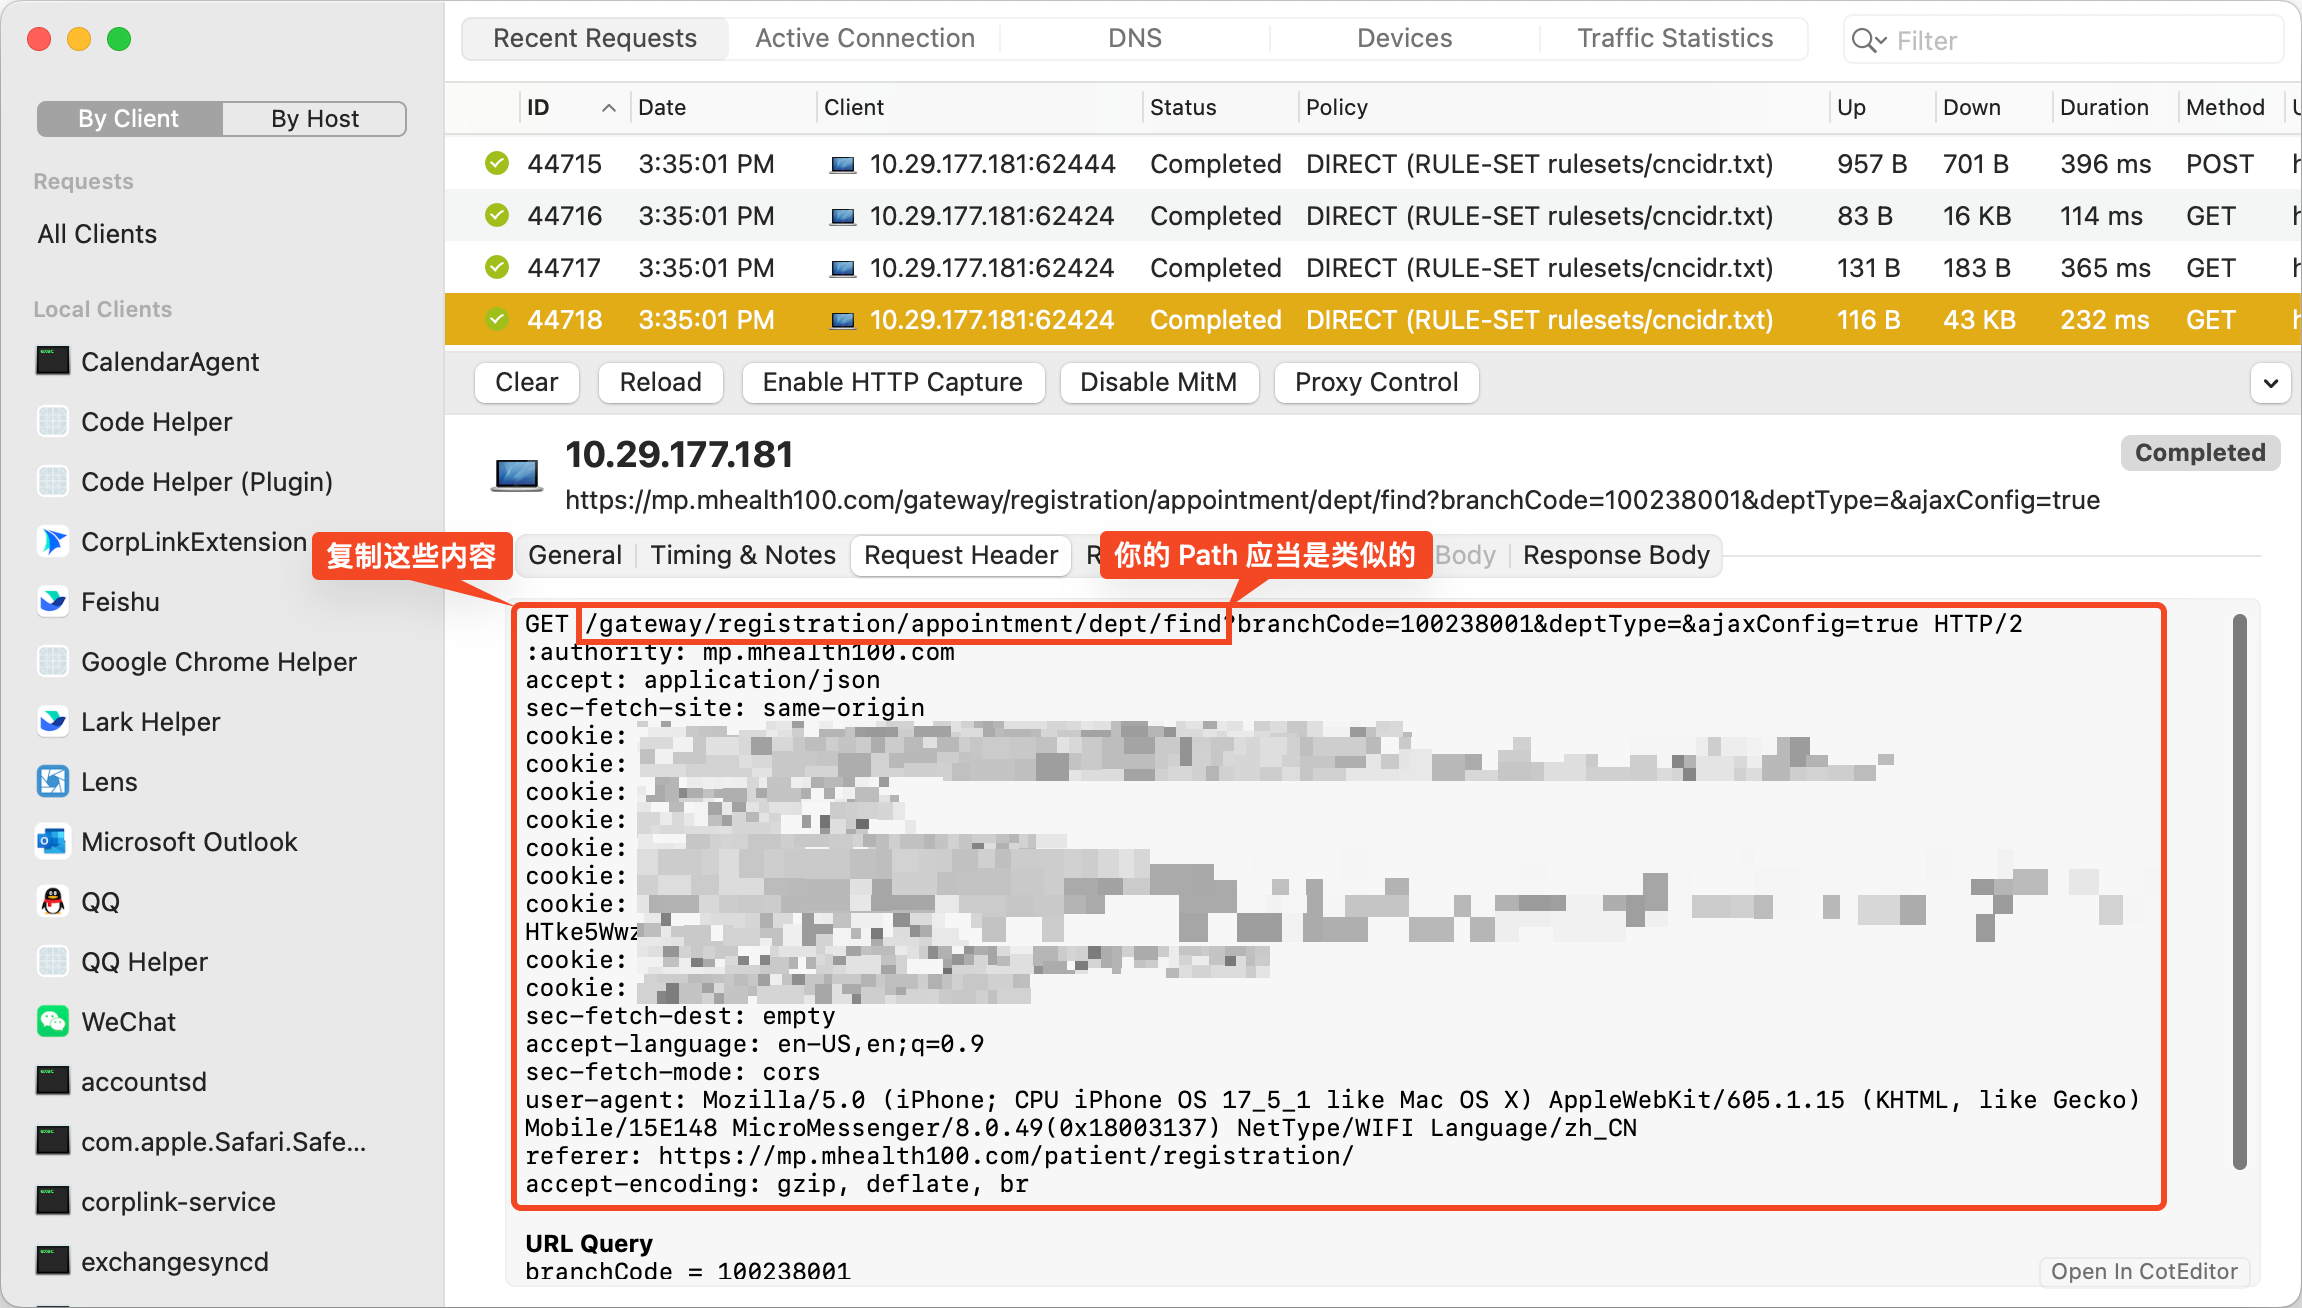 Recent Requests
Active Connection
DNS
Devices
Traffic Statistics
Filter
By Client
By Host
Requests
All Clients
Local Clients
CalendarAgent
Code Helper
Code Helper (Plugin)
CorpLinkExtension
Feishu
Google Chrome Helper
Lark Helper
Lens
Microsoft Outlook
QQ
QQ Helper
WeChat
accountsd
com.apple.Safari.Safe...
corplink-service
exchangesyncd
ID Date Client Status Policy Up Down Duration Method
44715 3:35:01 PM 10.29.177.181:62444 Completed DIRECT (RULE-SET rulesets/cncidr.txt) 957 B 701 B 396 ms POST
44716 3:35:01 PM 10.29.177.181:62424 Completed DIRECT (RULE-SET rulesets/cncidr.txt) 83 B 16 KB 114 ms GET
44717 3:35:01 PM 10.29.177.181:62424 Completed DIRECT (RULE-SET rulesets/cncidr.txt) 131 B 183 B 365 ms GET
44718 3:35:01 PM 10.29.177.181:62424 Completed DIRECT (RULE-SET rulesets/cncidr.txt) 116 B 43 KB 232 ms GET
Clear
Reload
Enable HTTP Capture
Disable MitM
Proxy Control
10.29.177.181
Completed
https://mp.mhealth100.com/gateway/registration/appointment/dept/find?branchCode=100238001&deptType=&ajaxConfig=true
复制这些内容
General
Timing & Notes
Request Header
你的 Path 应当是类似的
Body
Response Body
GET /gateway/registration/appointment/dept/find?branchCode=100238001&deptType=&ajaxConfig=true HTTP/2
:authority: mp.mhealth100.com
accept: application/json
sec-fetch-site: same-origin
cookie:
cookie:
cookie:
cookie:
cookie:
cookie:
cookie:
HTke5Wwz
cookie:
cookie:
sec-fetch-dest: empty
accept-language: en-US,en;q=0.9
sec-fetch-mode: cors
user-agent: Mozilla/5.0 (iPhone; CPU iPhone OS 17_5_1 like Mac OS X) AppleWebKit/605.1.15 (KHTML, like Gecko)
Mobile/15E148 MicroMessenger/8.0.49(0x18003137) NetType/WIFI Language/zh_CN
referer: https://mp.mhealth100.com/patient/registration/
accept-encoding: gzip, deflate, br
URL Query
branchCode = 100238001
Open In CotEditor